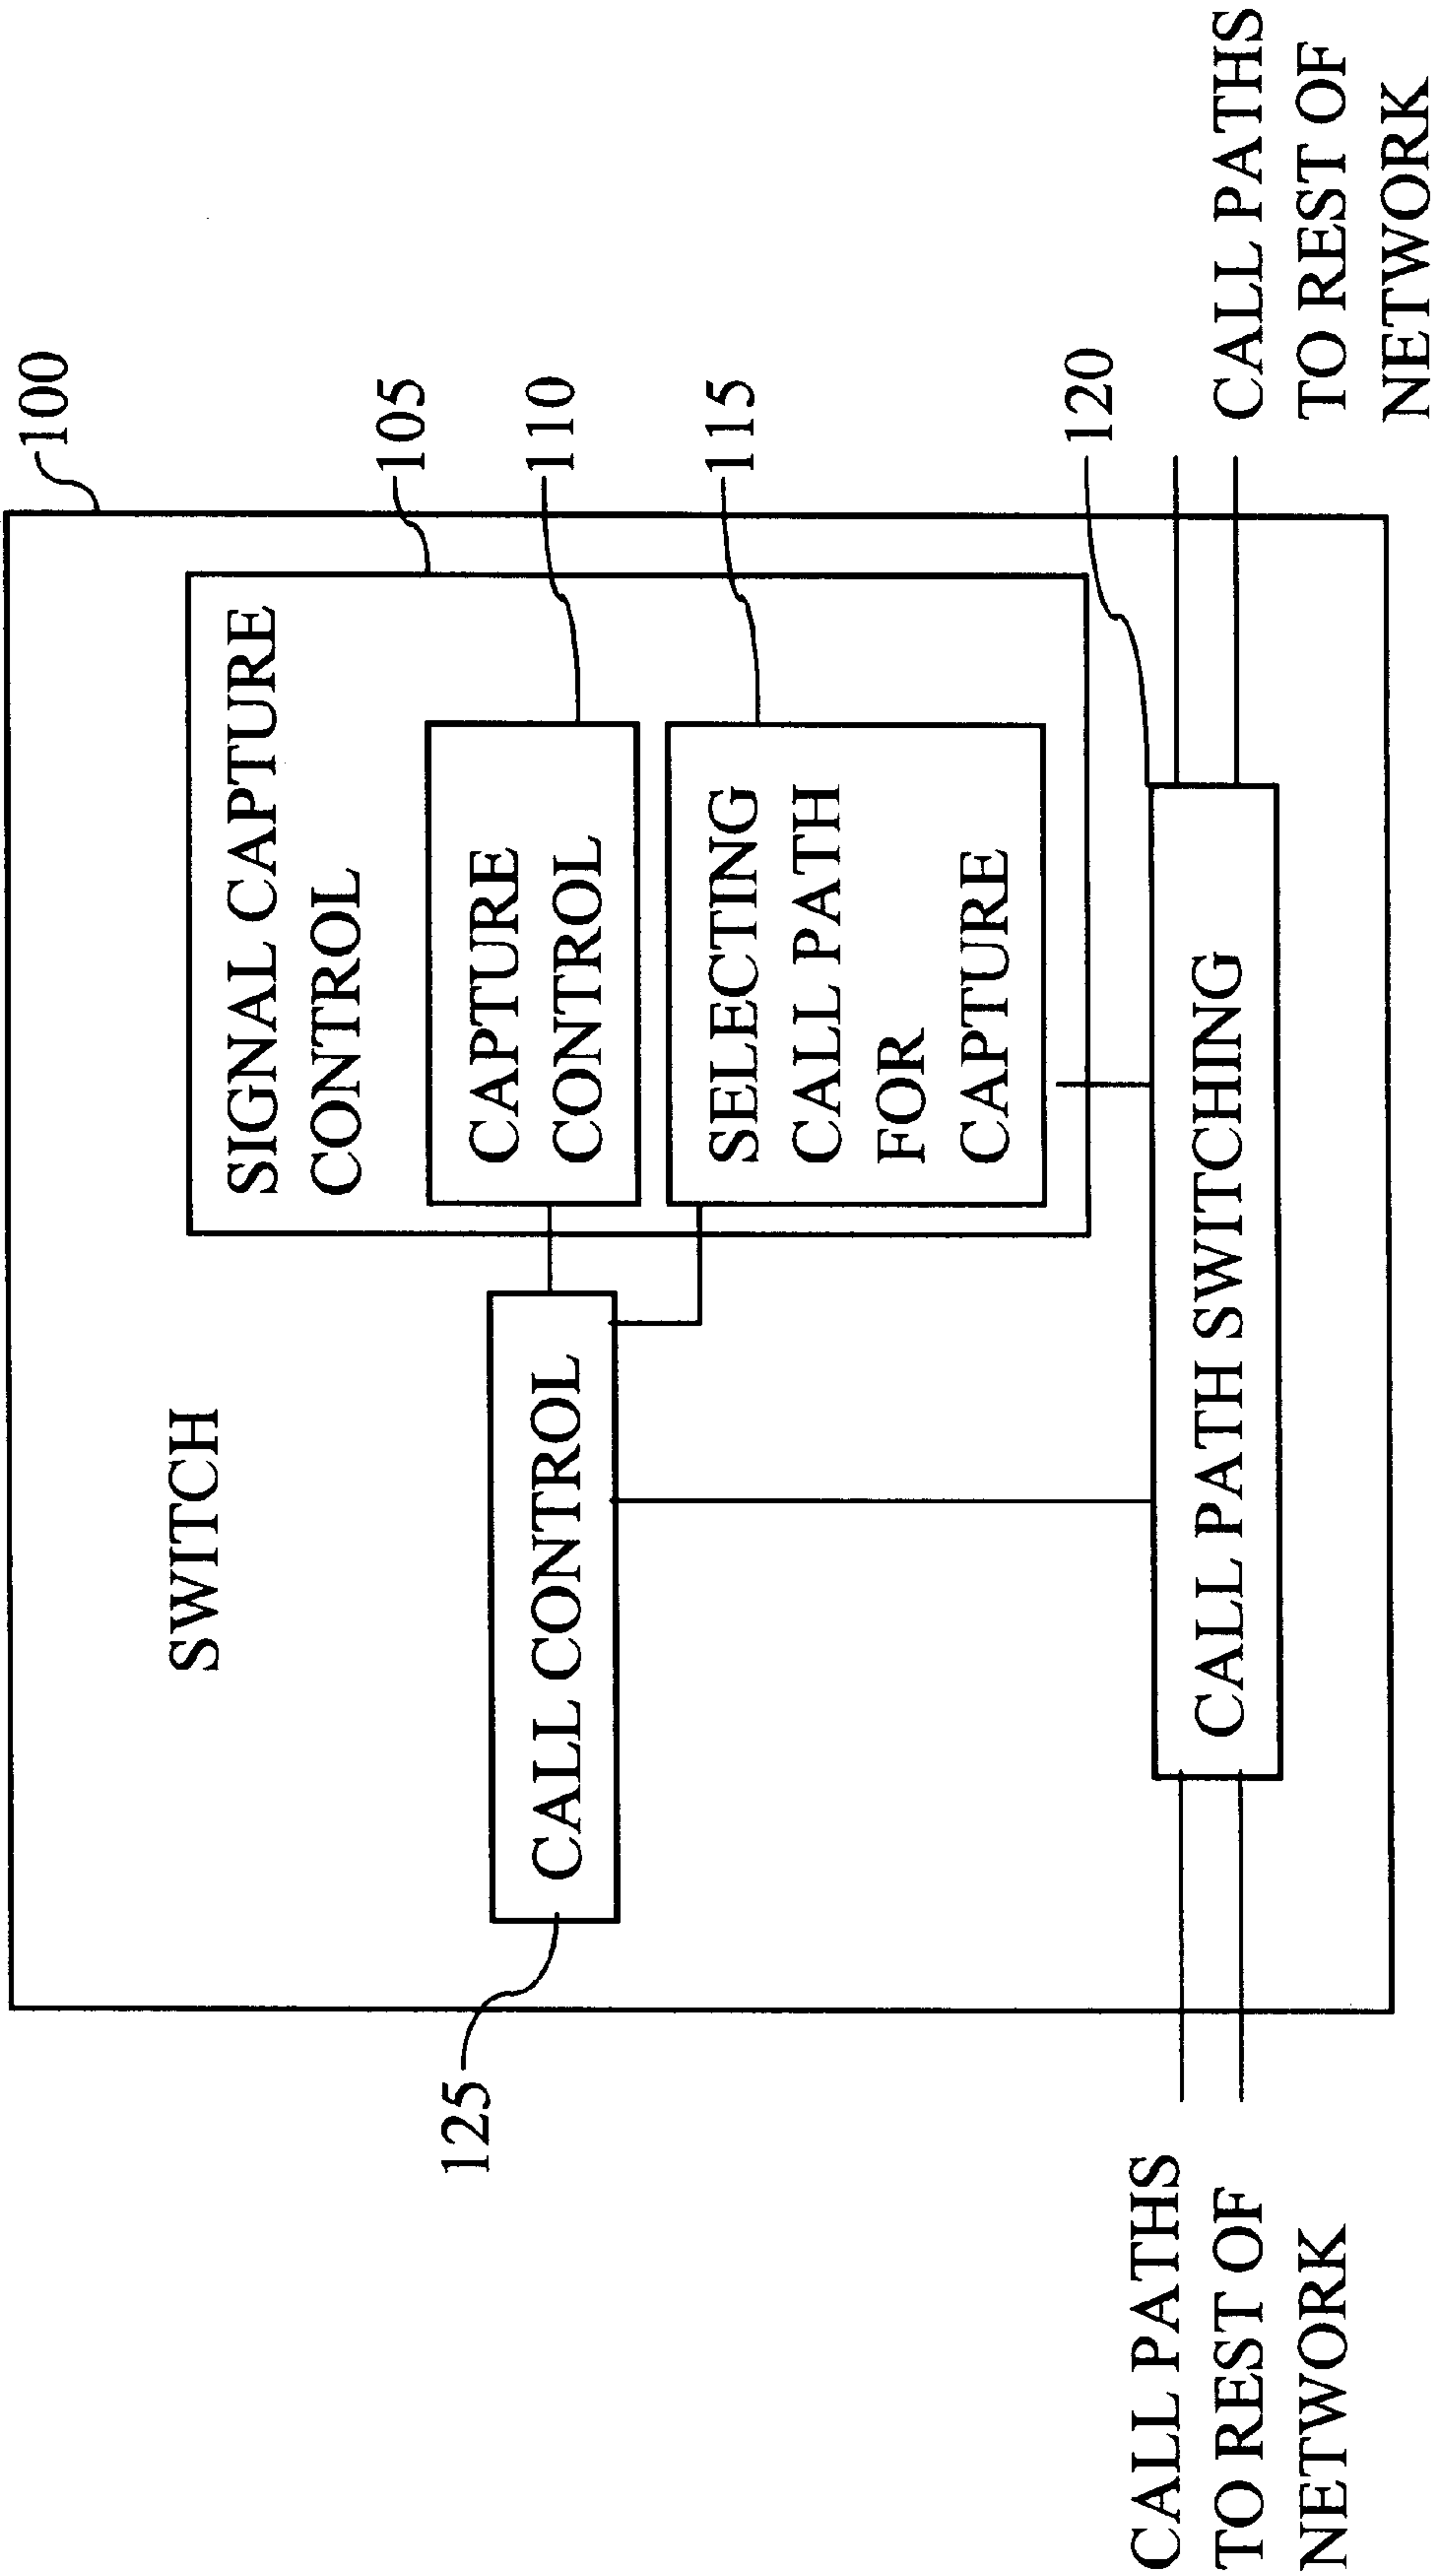 100
SWITCH
SIGNAL CAPTURE
CONTROL
105
CAPTURE
CONTROL
110
CALL CONTROL
125
SELECTING
CALL PATH
FOR
CAPTURE
115
120
CALL PATH SWITCHING
CALL PATHS
TO REST OF
NETWORK
CALL PATHS
TO REST OF
NETWORK